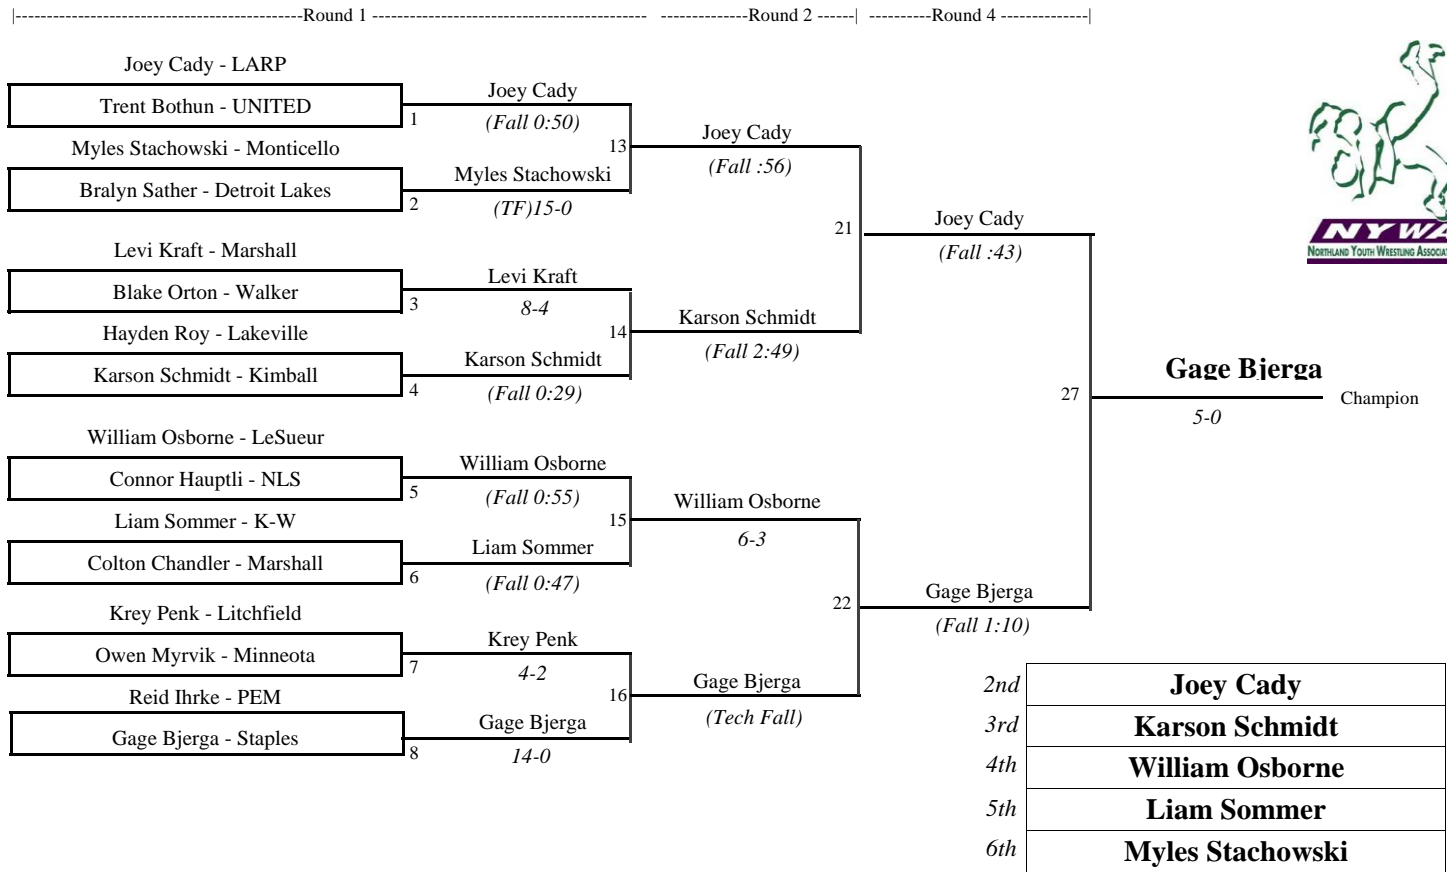 |-----------------------------------------------Round 1 ---------------------------------------------- --------------Round 2 ------| ----------Round 4 --------------|
Joey Cady - LARP
Trent Bothun - UNITED
1
Joey Cady
(Fall 0:50)
Myles Stachowski - Monticello
Bralyn Sather - Detroit Lakes
2
Myles Stachowski
(TF)15-0
13
Joey Cady
(Fall :56)
Levi Kraft - Marshall
Blake Orton - Walker
3
Levi Kraft
8-4
Hayden Roy - Lakeville
Karson Schmidt - Kimball
4
Karson Schmidt
(Fall 0:29)
14
Karson Schmidt
(Fall 2:49)
21
Joey Cady
(Fall :43)
William Osborne - LeSueur
Connor Hauptli - NLS
5
William Osborne
(Fall 0:55)
Liam Sommer - K-W
Colton Chandler - Marshall
6
Liam Sommer
(Fall 0:47)
15
William Osborne
6-3
Krey Penk - Litchfield
Owen Myrvik - Minneota
7
Krey Penk
4-2
Reid Ihrke - PEM
Gage Bjerga - Staples
8
Gage Bjerga
14-0
16
Gage Bjerga
(Tech Fall)
22
Gage Bjerga
(Fall 1:10)
27
Gage Bjerga
Champion
5-0
NYWA
NORTHLAND YOUTH WRESTLING
2nd Joey Cady
3rd Karson Schmidt
4th William Osborne
5th Liam Sommer
6th Myles Stachowski